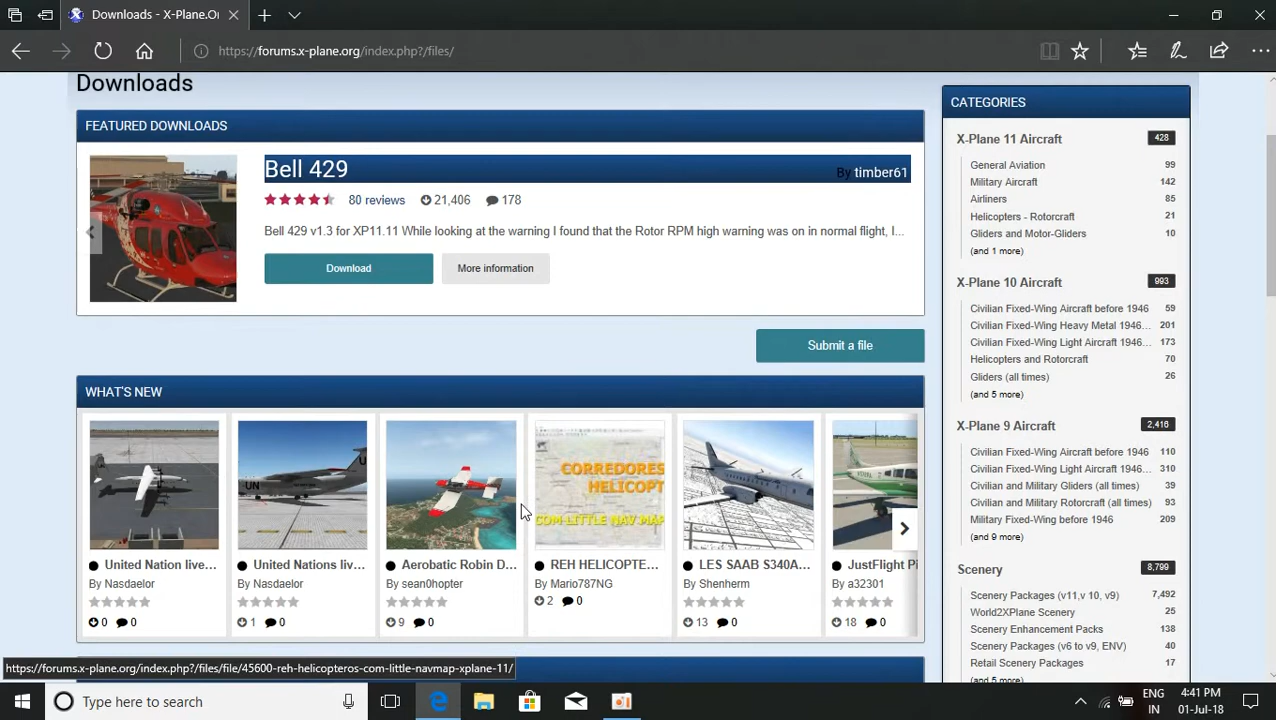 Downloads - X-Plane.Or
https://forums.x-plane.org/index.php?/files/
Downloads
FEATURED DOWNLOADS
Bell 429
By timber61
80 reviews 21,406 178
Bell 429 v1.3 for XP11.11 While looking at the warning I found that the Rotor RPM high warning was on in normal flight, I...
Download
More information
Submit a file
WHAT'S NEW
UN
CORREDORES
HELICOPT
COM-LITTLE NAV MAP
United Nation live...
By Nasdaelor
0 0
United Nations liv...
By Nasdaelor
1 0
Aerobatic Robin D...
By sean0hopter
9 0
REH HELICOPTE...
By Mario787NG
2 0
LES SAAB S340A...
By Shenherm
13 0
JustFlight Pi
By a32301
18 0
CATEGORIES
X-Plane 11 Aircraft 428
General Aviation 99
Military Aircraft 142
Airliners 85
Helicopters - Rotorcraft 21
Gliders and Motor-Gliders 10
(and 1 more)
X-Plane 10 Aircraft 993
Civilian Fixed-Wing Aircraft before 1946 59
Civilian Fixed-Wing Heavy Metal 1946... 201
Civilian Fixed-Wing Light Aircraft 1946... 173
Helicopters and Rotorcraft 70
Gliders (all times) 26
(and 5 more)
X-Plane 9 Aircraft 2,416
Civilian Fixed-Wing Aircraft before 1946 110
Civilian Fixed-Wing Light Aircraft 1946... 310
Civilian and Military Gliders (all times) 39
Civilian and Military Rotorcraft (all times) 93
Military Fixed-Wing before 1946 209
(and 9 more)
Scenery 8,799
Scenery Packages (v11,v 10, v9) 7,492
World2XPlane Scenery 25
Scenery Enhancement Packs 138
Scenery Packages (v6 to v9, ENV) 40
Retail Scenery Packages 17
(and 5 more)
https://forums.x-plane.org/index.php?/files/file/45600-reh-helicopteros-com-little-navmap-xplane-11/
Type here to search
ENG
IN
4:41 PM
01-Jul-18